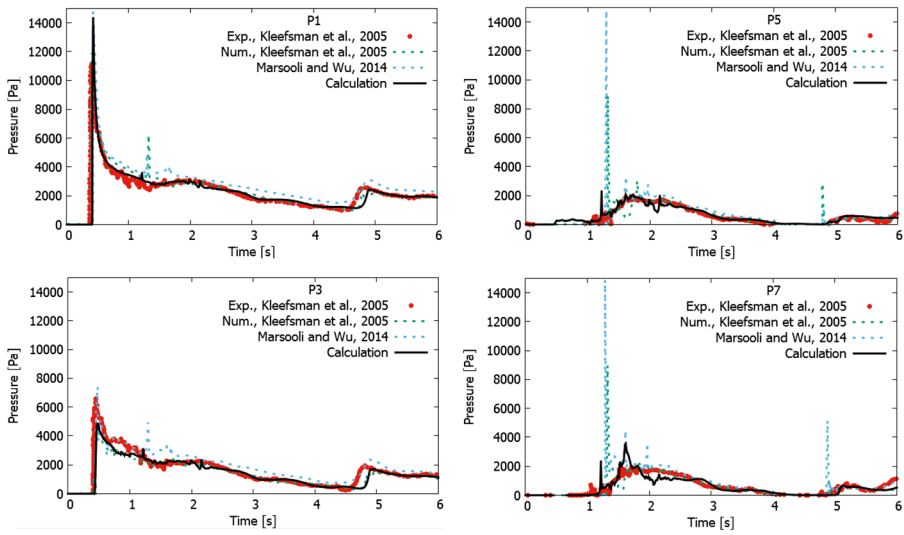 P1
14000
12000
10000
8000
6000
4000
2000
0
Pressure [Pa]
Exp., Kleefsman et al., 2005
Num., Kleefsman et al., 2005
Marsooli and Wu, 2014
Calculation
0 1 2 3 4 5 6
Time [s]
P5
14000
12000
10000
8000
6000
4000
2000
0
Pressure [Pa]
Exp., Kleefsman et al., 2005
Num., Kleefsman et al., 2005
Marsooli and Wu, 2014
Calculation
0 1 2 3 4 5 6
Time [s]
P3
14000
12000
10000
8000
6000
4000
2000
0
Pressure [Pa]
Exp., Kleefsman et al., 2005
Num., Kleefsman et al., 2005
Marsooli and Wu, 2014
Calculation
0 1 2 3 4 5 6
Time [s]
P7
14000
12000
10000
8000
6000
4000
2000
0
Pressure [Pa]
Exp., Kleefsman et al., 2005
Num., Kleefsman et al., 2005
Marsooli and Wu, 2014
Calculation
0 1 2 3 4 5 6
Time [s]